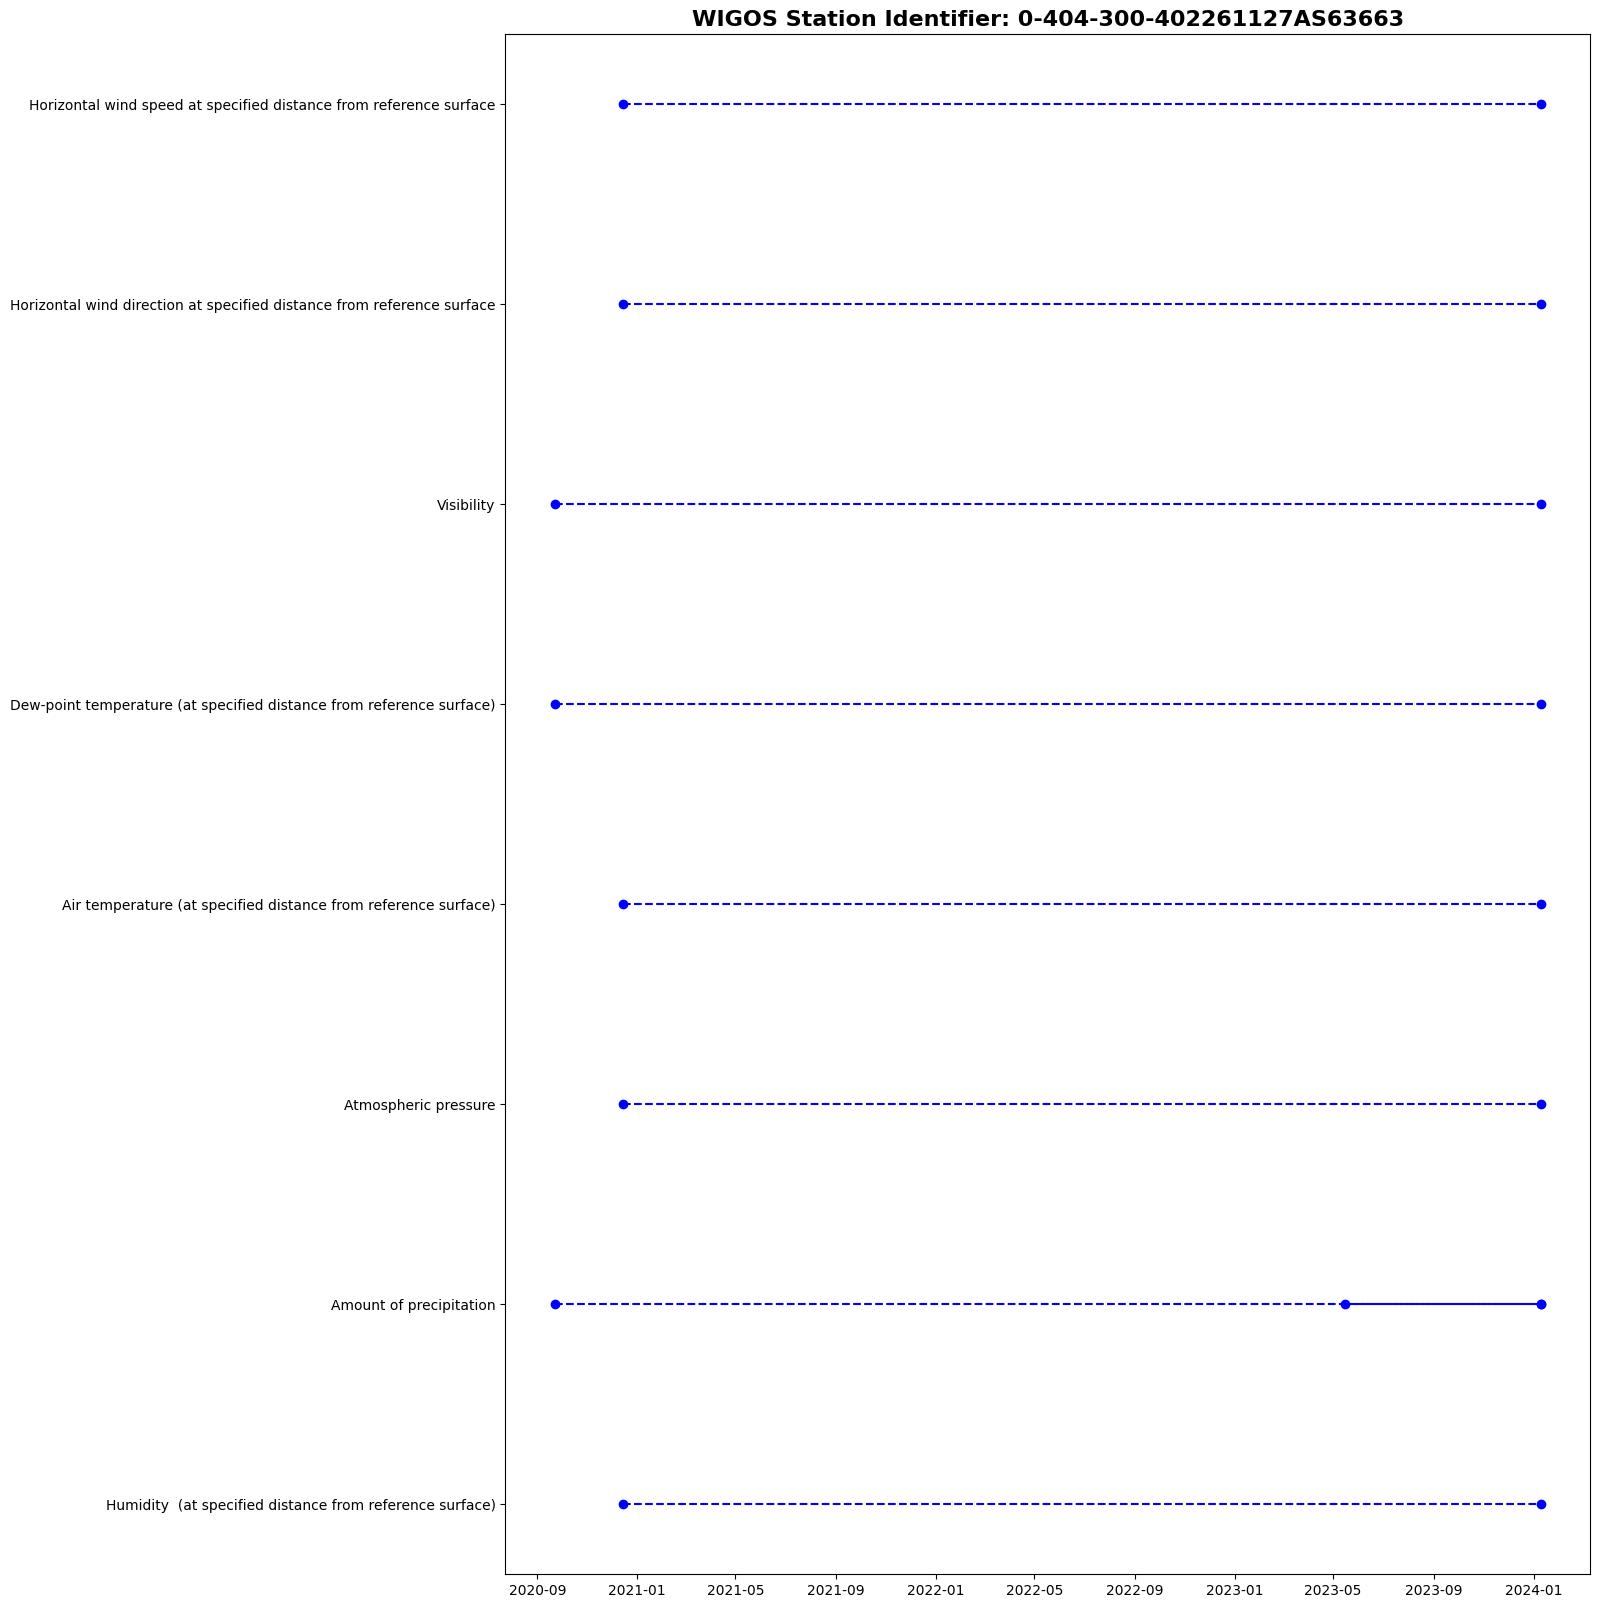 WIGOS Station Identifier: 0-404-300-402261127AS63663
Horizontal wind speed at specified distance from reference surface
Horizontal wind direction at specified distance from reference surface
Visibility
Dew-point temperature (at specified distance from reference surface)
Air temperature (at specified distance from reference surface)
Atmospheric pressure
Amount of precipitation
Humidity  (at specified distance from reference surface)
2020-09 2021-01 2021-05 2021-09 2022-01 2022-05 2022-09 2023-01 2023-05 2023-09 2024-01